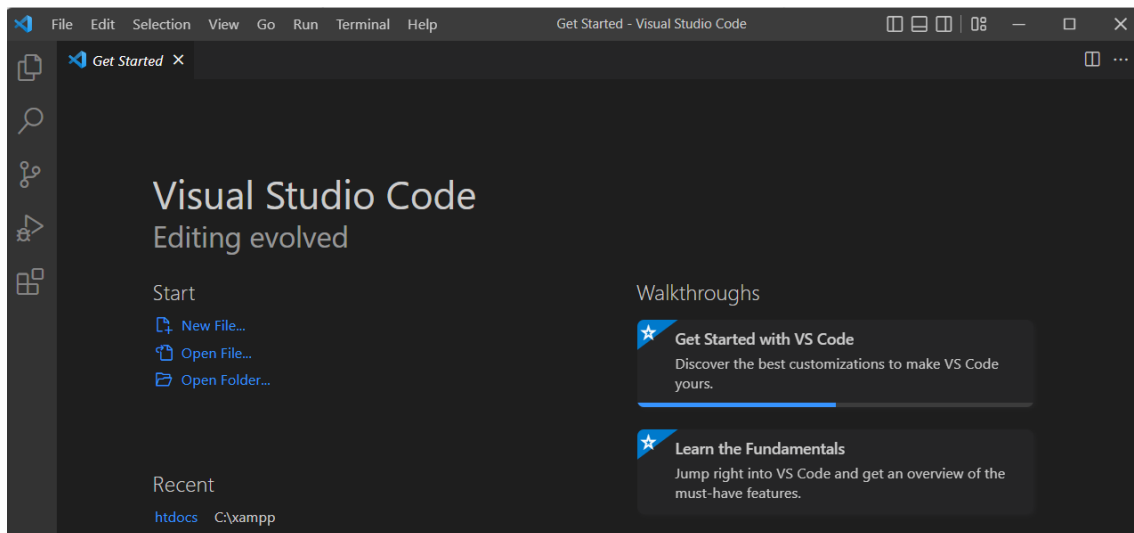 File Edit Selection View Go Run Terminal Help Get Started - Visual Studio Code
Get Started
Visual Studio Code
Editing evolved
Start
New File...
Open File...
Open Folder...
Recent
htdocs C:\xampp
Walkthroughs
Get Started with VS Code
Discover the best customizations to make VS Code
yours.
Learn the Fundamentals
Jump right into VS Code and get an overview of the
must-have features.